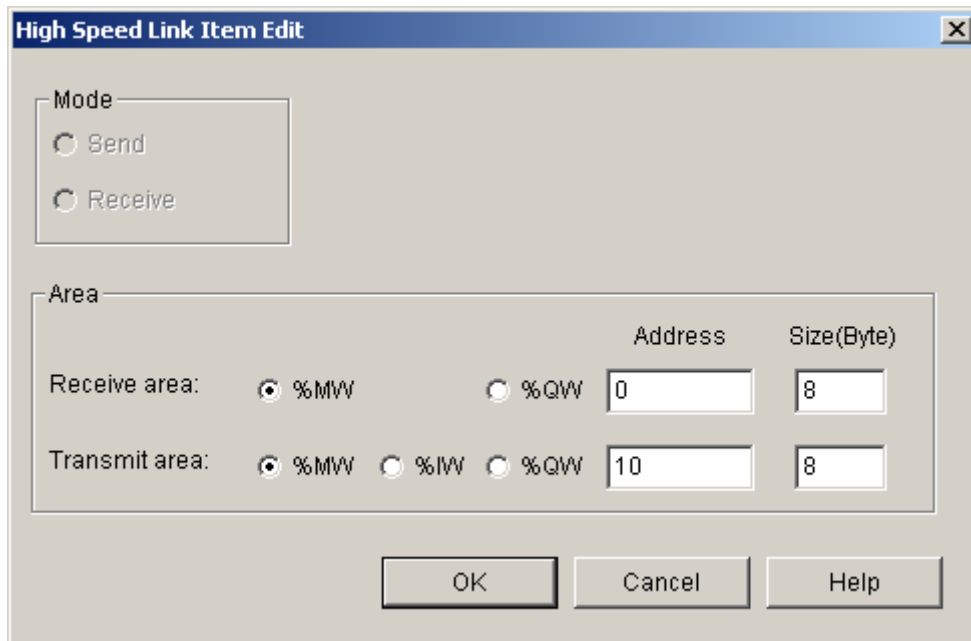 High Speed Link Item Edit
Mode
Send
Receive
Area
Address Size(Byte)
Receive area: %MW %QW 0 8
Transmit area: %MW %IW %QW 10 8
OK Cancel Help